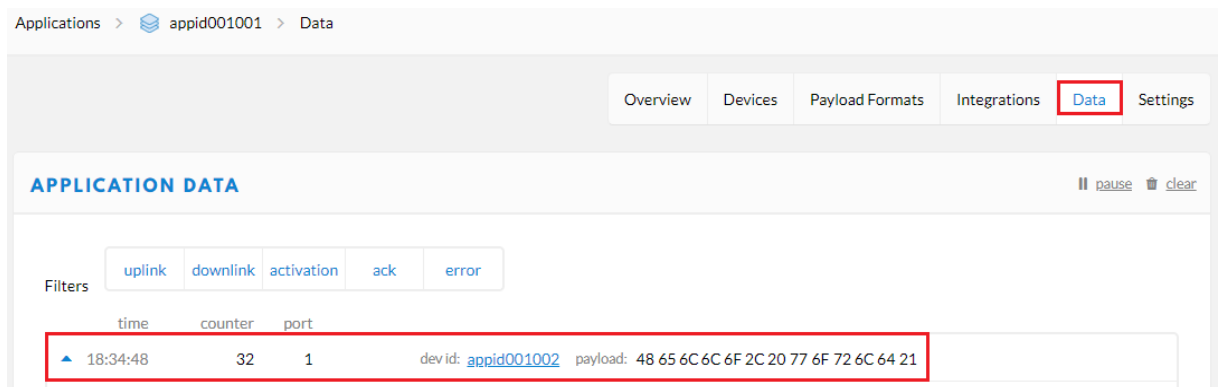 Applications > appid001001 > Data
Overview Devices Payload Formats Integrations Data Settings
APPLICATION DATA
pause clear
Filters uplink downlink activation ack error
time counter port
18:34:48 32 1 dev id: appid001002 payload: 48 65 6C 6C 6F 2C 20 77 6F 72 6C 64 21